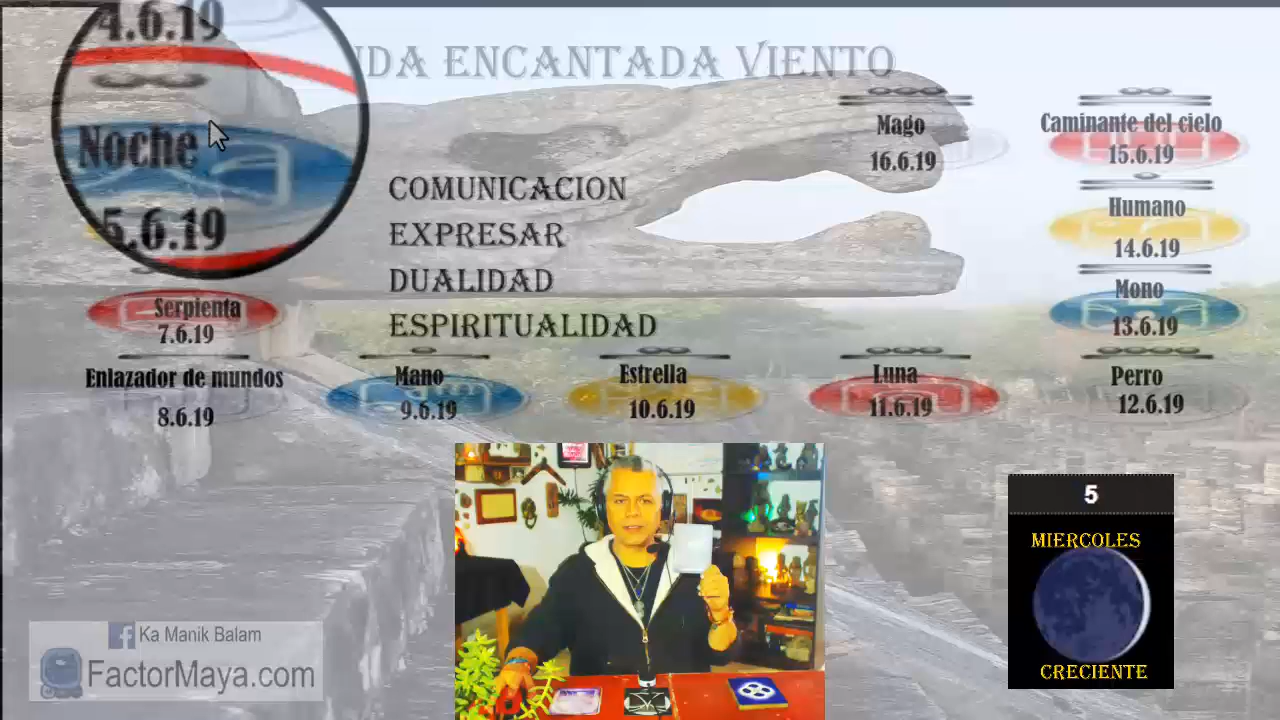 4.6.19
NDA ENCANTADA VIENTO
Noche
5.6.19
Mago
16.6.19
Caminante del cielo
15.6.19
COMUNICACION
EXPRESAR
DUALIDAD
ESPIRITUALIDAD
Humano
14.6.19
Mono
13.6.19
Serpienta
7.6.19
Enlazador de mundos
8.6.19
Mano
9.6.19
Estrella
10.6.19
Luna
11.6.19
Perro
12.6.19
5
MIERCOLES
CRECIENTE
Ka Manik Balam
FactorMaya.com